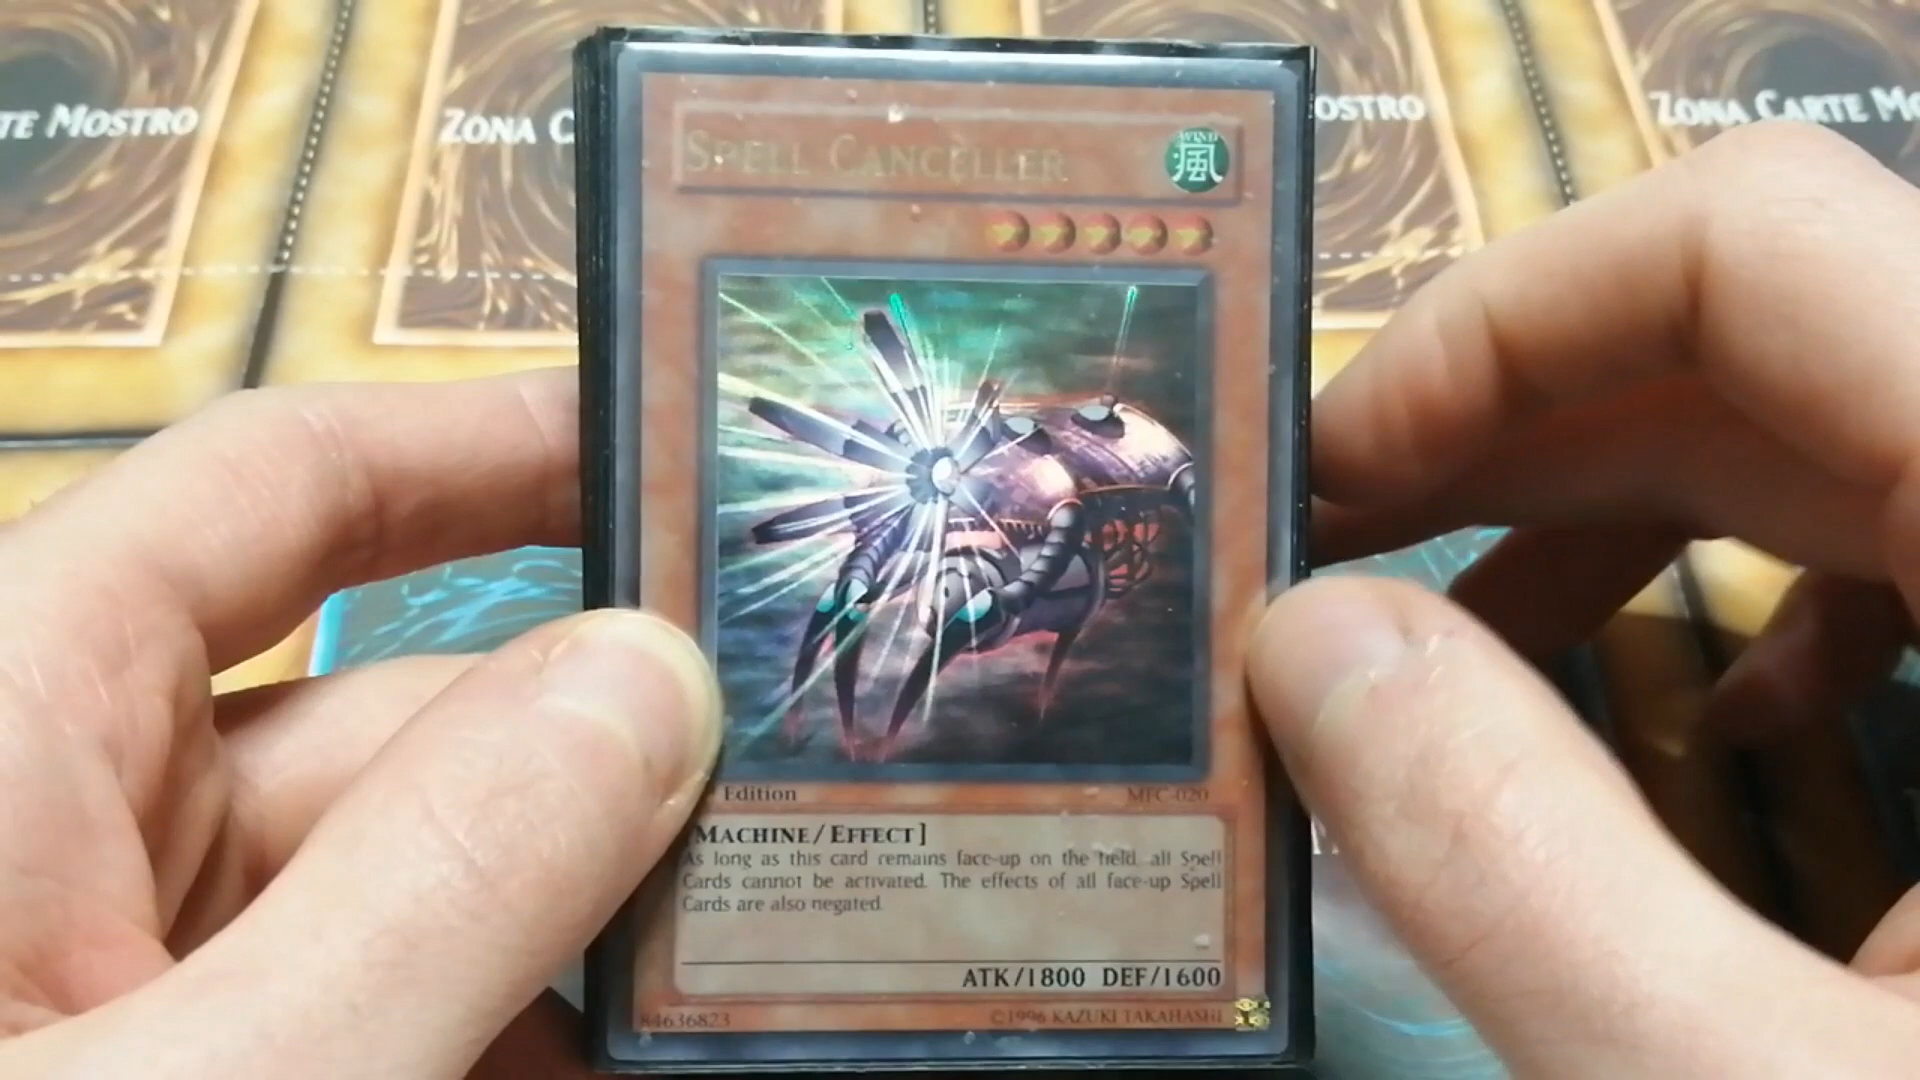 TE MOSTRO
ZONA C
OSTRO
ZONA CARTE MO
SPELL CANCELLER
WIND
風
Edition
MFC-020
MACHINE/EFFECT]
As long as this card remains face-up on the field, all Spell
Cards cannot be activated. The effects of all face-up Spell
Cards are also negated.
ATK/1800 DEF/1600
84636823
©1996 KAZUKI TAKAHASHI